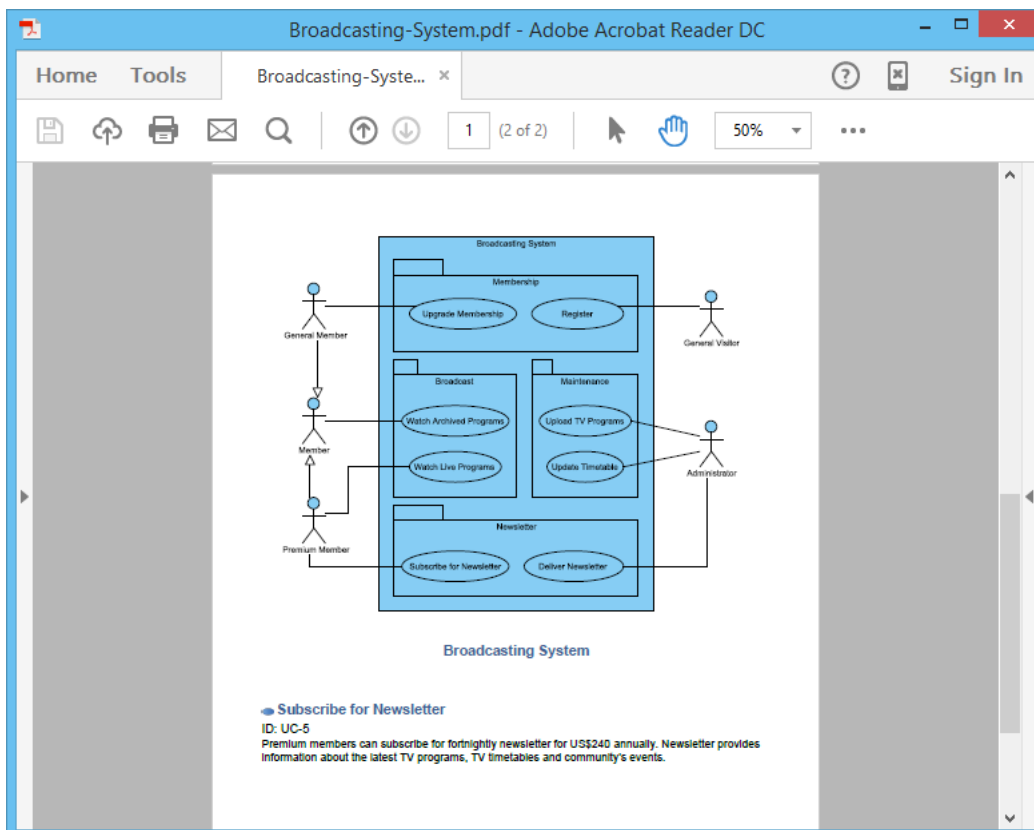 Broadcasting-System.pdf - Adobe Acrobat Reader DC
Home Tools Broadcasting-Syste... × Sign In
1 (2 of 2) 50%
Broadcasting System
Membership
Upgrade Membership Register
General Member General Visitor
Broadcast Maintenance
Watch Archived Programs Upload TV Programs
Member
Watch Live Programs Update Timetable Administrator
Newsletter
Premium Member
Subscribe for Newsletter Deliver Newsletter
Broadcasting System
Subscribe for Newsletter
ID: UC-5
Premium members can subscribe for fortnightly newsletter for US$240 annually. Newsletter provides
information about the latest TV programs, TV timetables and community's events.